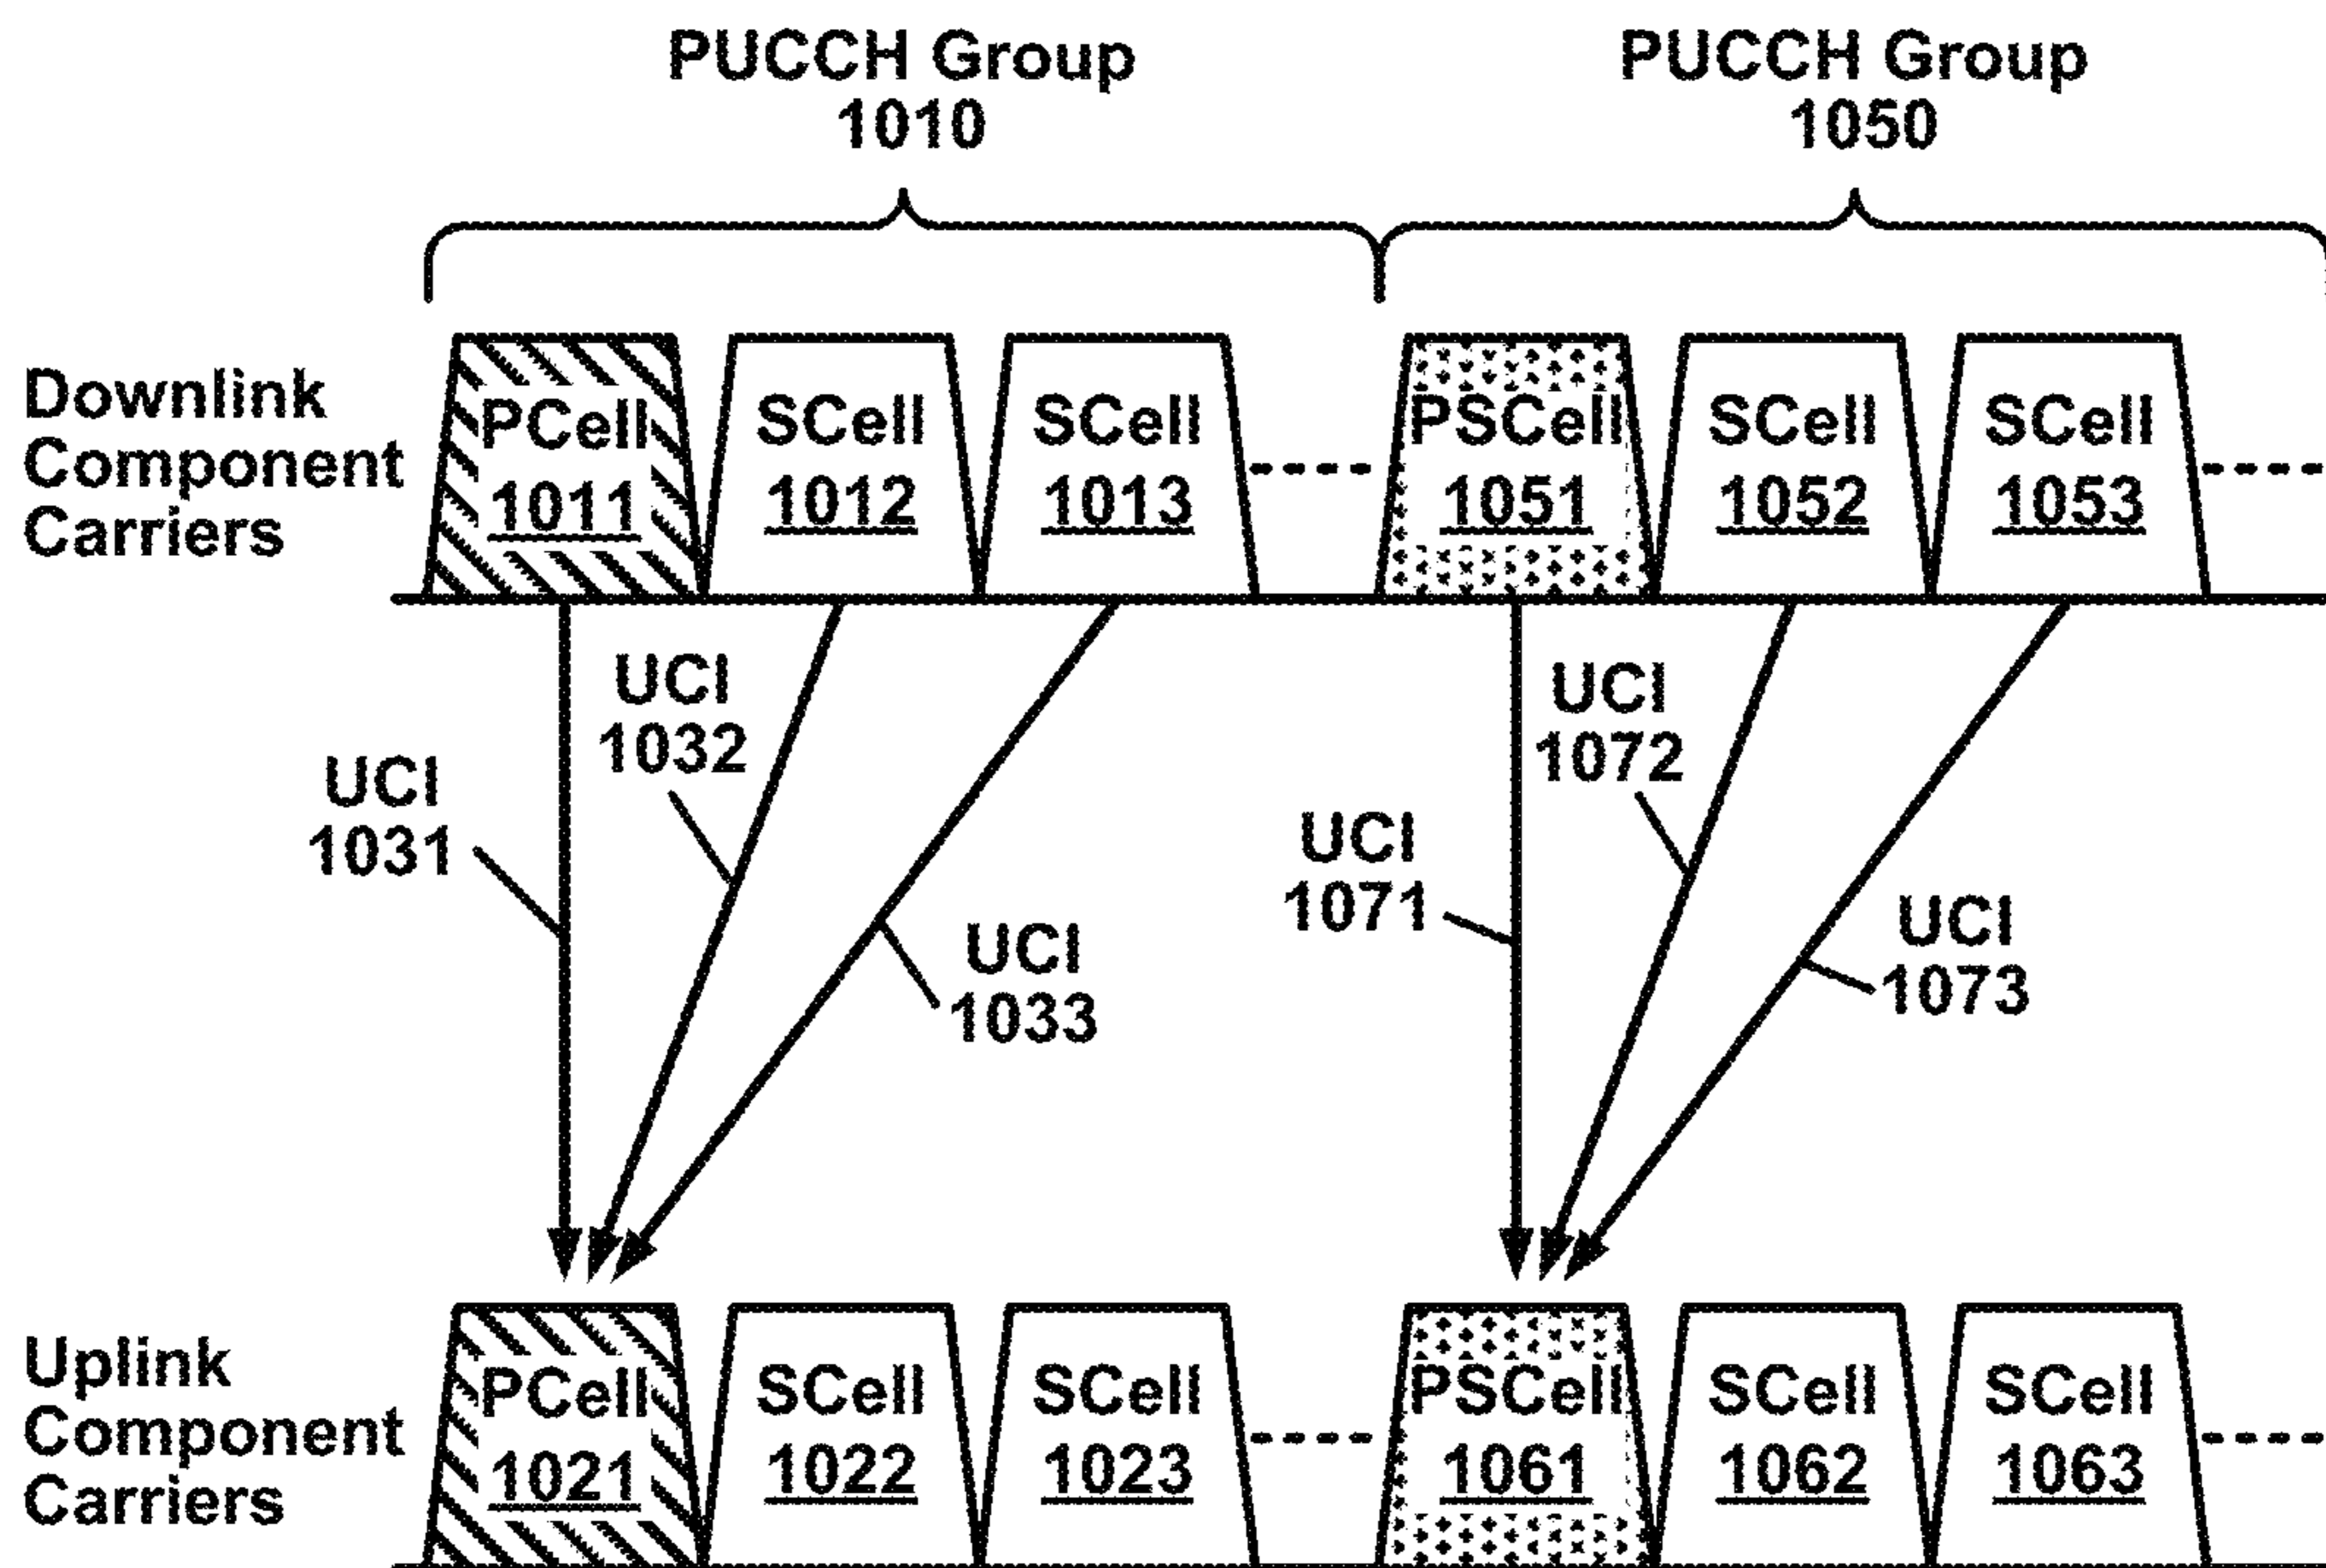 PUCCH Group
1010
PUCCH Group
1050
Downlink
Component
Carriers
PCell
1011
SCell
1012
SCell
1013
PSCell
1051
SCell
1052
SCell
1053
UCI
1031
UCI
1032
UCI
1033
UCI
1071
UCI
1072
UCI
1073
Uplink
Component
Carriers
PCell
1021
SCell
1022
SCell
1023
PSCell
1061
SCell
1062
SCell
1063